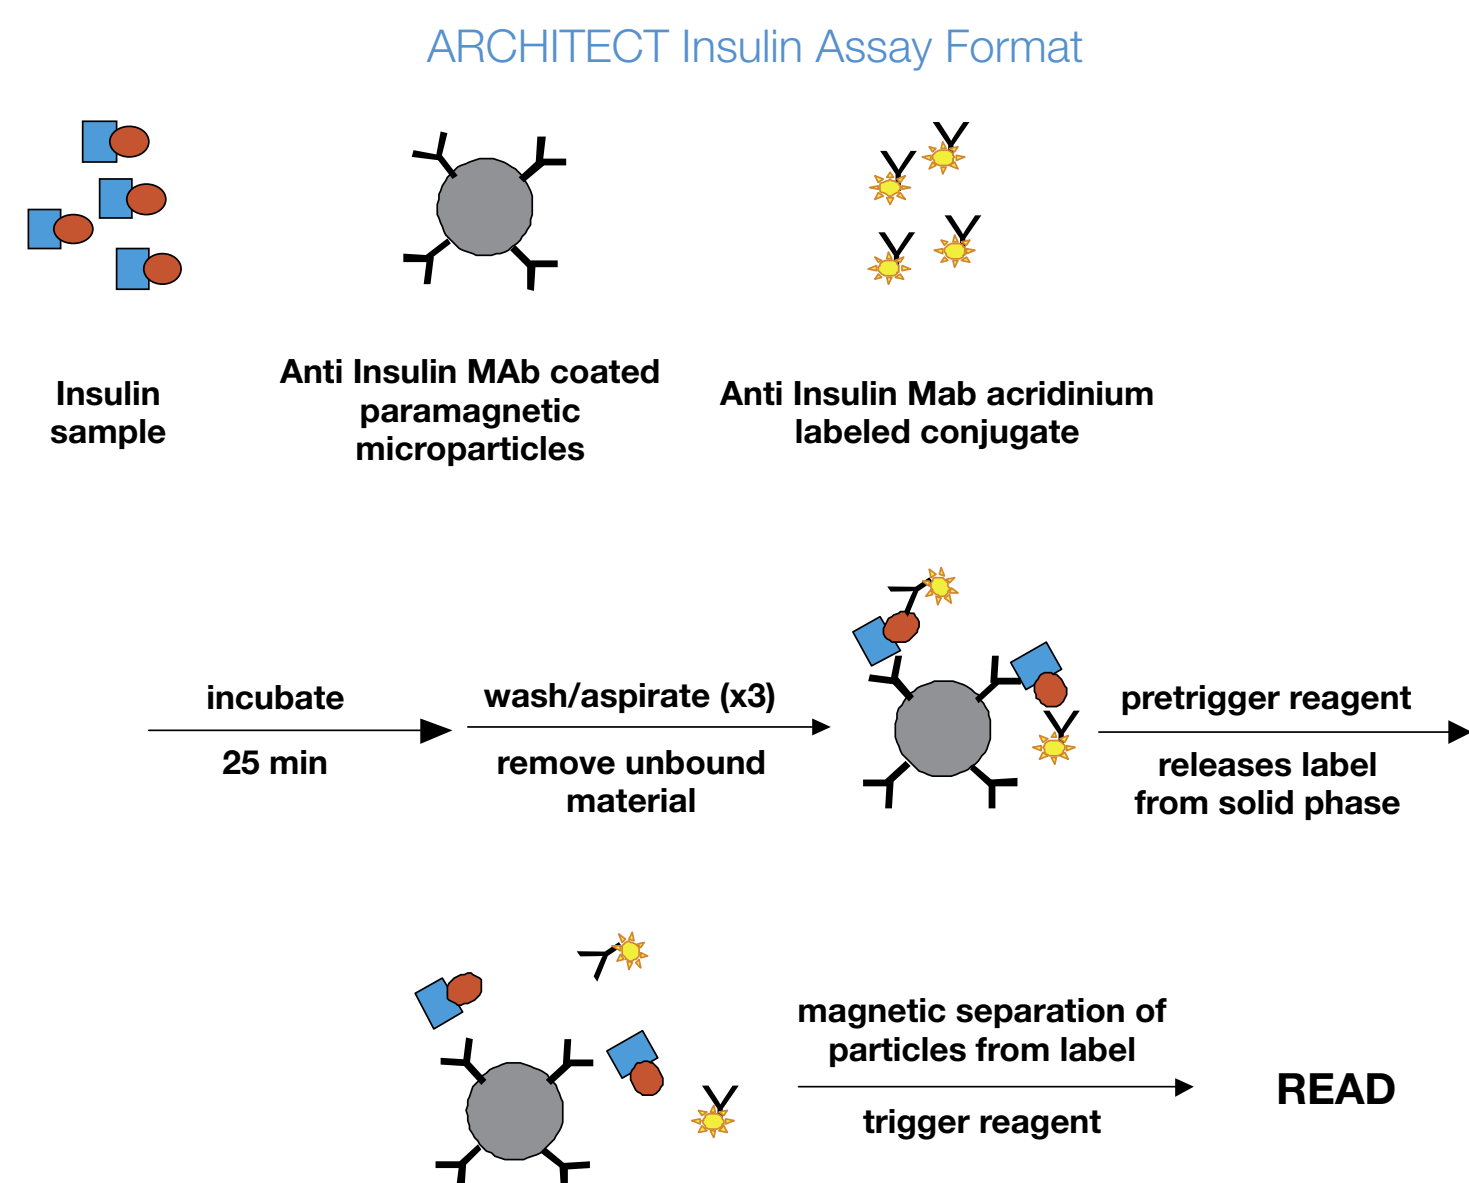 ARCHITECT Insulin Assay Format
Insulin
sample
Anti Insulin MAb coated
paramagnetic
microparticles
Anti Insulin Mab acridinium
labeled conjugate
incubate
25 min
wash/aspirate (x3)
remove unbound
material
pretrigger reagent
releases label
from solid phase
magnetic separation of
particles from label
trigger reagent
READ